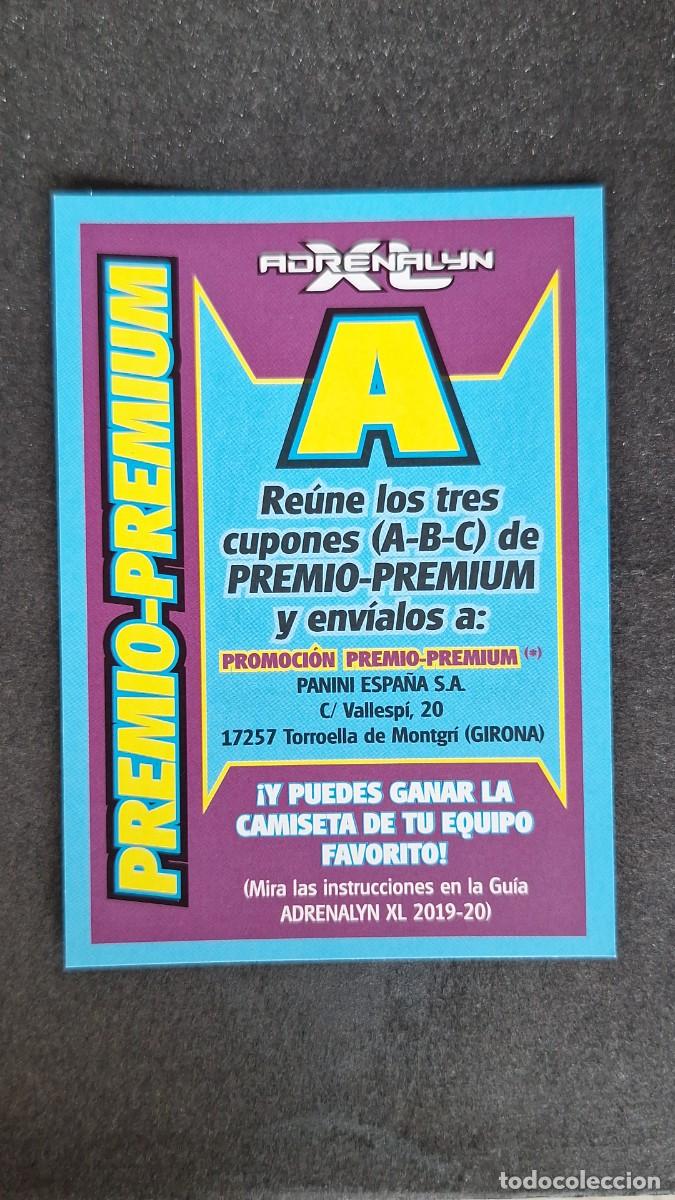 PREMIO-PREMIUM
ADRENALYN
XL
A
Reúne los tres
cupones (A-B-C) de
PREMIO-PREMIUM
y envíalos a:
PROMOCIÓN PREMIO-PREMIUM (*)
PANINI ESPAÑA S.A.
C/ Vallespí, 20
17257 Torroella de Montgrí (GIRONA)
¡Y PUEDES GANAR LA
CAMISETA DE TU EQUIPO
FAVORITO!
(Mira las instrucciones en la Guía
ADRENALYN XL 2019-20)
todocoleccion